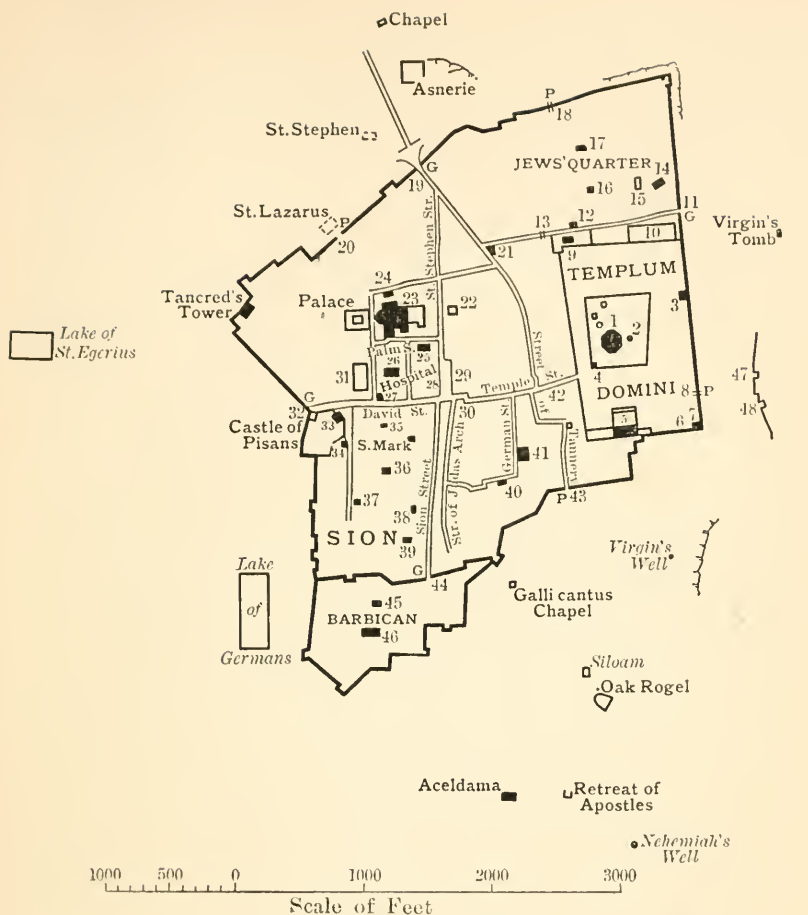 Chapel
Asnerie
St. Stephen
P
18
17
JEWS' QUARTER
14
16
15
G
19
St. Lazarus
P
20
St. Stephen Str.
11
G
13
12
10
Virgin's
Tomb
21
9
TEMPLUM
Tancred's
Tower
Palace
24
23
22
3
1
2
Lake of
St. Egerius
Palm S.
25
26
Hospital
31
27
28
29
Temple St.
42
4
DOMINI
8
P
47
48
G
32
David St.
30
5
7
6
Castle of
Pisans
33
35
S. Mark
34
36
German St.
41
Street of
Tanners
37
38
Sion Street
Str. of Judas Arch
40
P
43
SION
39
G
44
Virgin's
Well
Lake
of
Germans
45
BARBICAN
46
Galli cantus
Chapel
Siloam
Oak Rogel
Aceldama
Retreat of
Apostles
Nehemiah's
Well
1000 500 0 1000 2000 3000
Scale of Feet